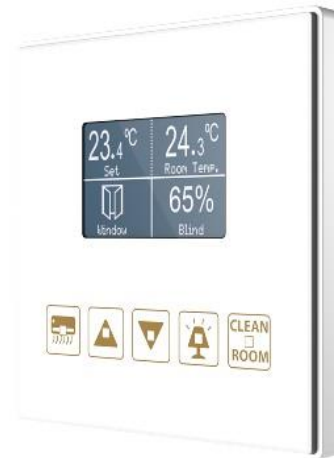 23.4°C
24.3°C
Set
Room Temp.
65%
Window
Blind
CLEAN
ROOM